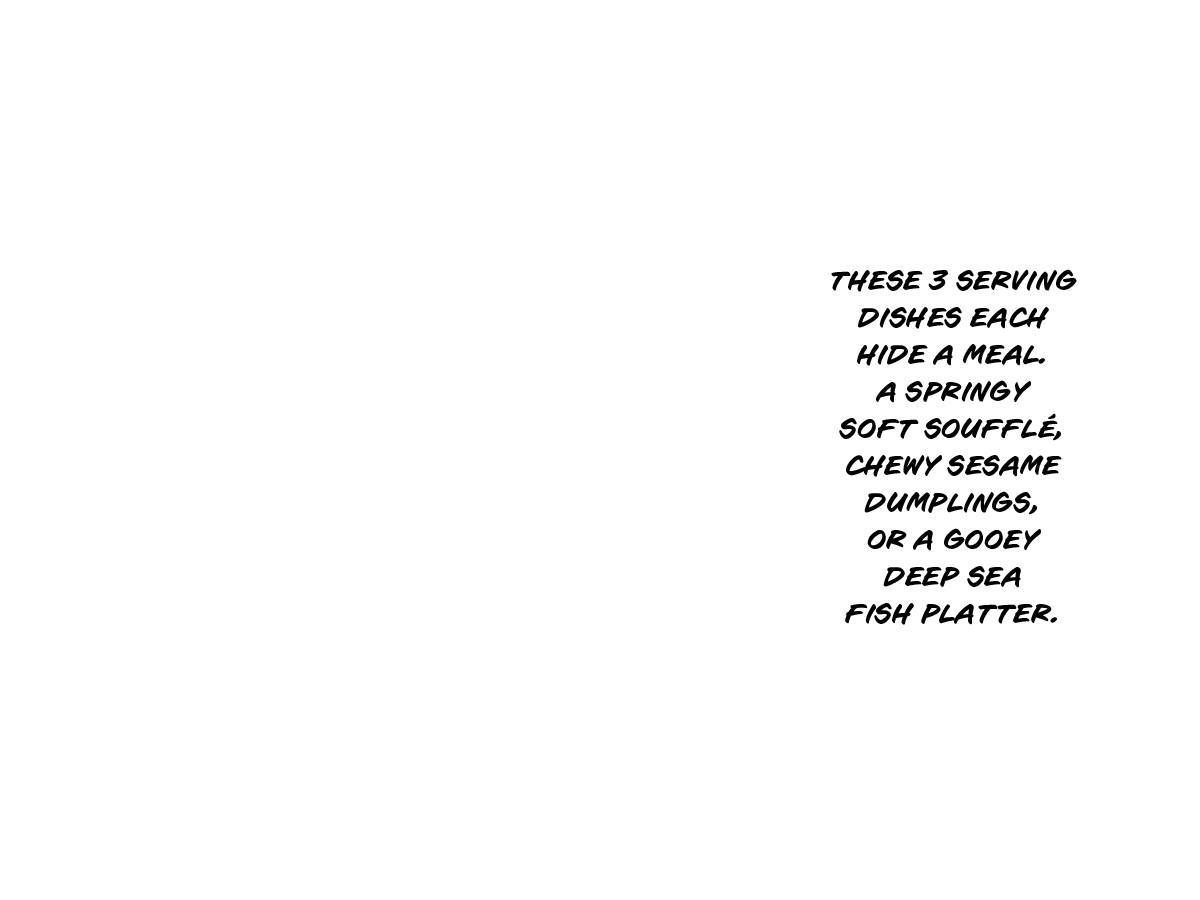 THESE 3 SERVING
DISHES EACH
HIDE A MEAL.
A SPRINGY
SOFT SOUFFLÉ,
CHEWY SESAME
DUMPLINGS,
OR A GOOEY
DEEP SEA
FISH PLATTER.